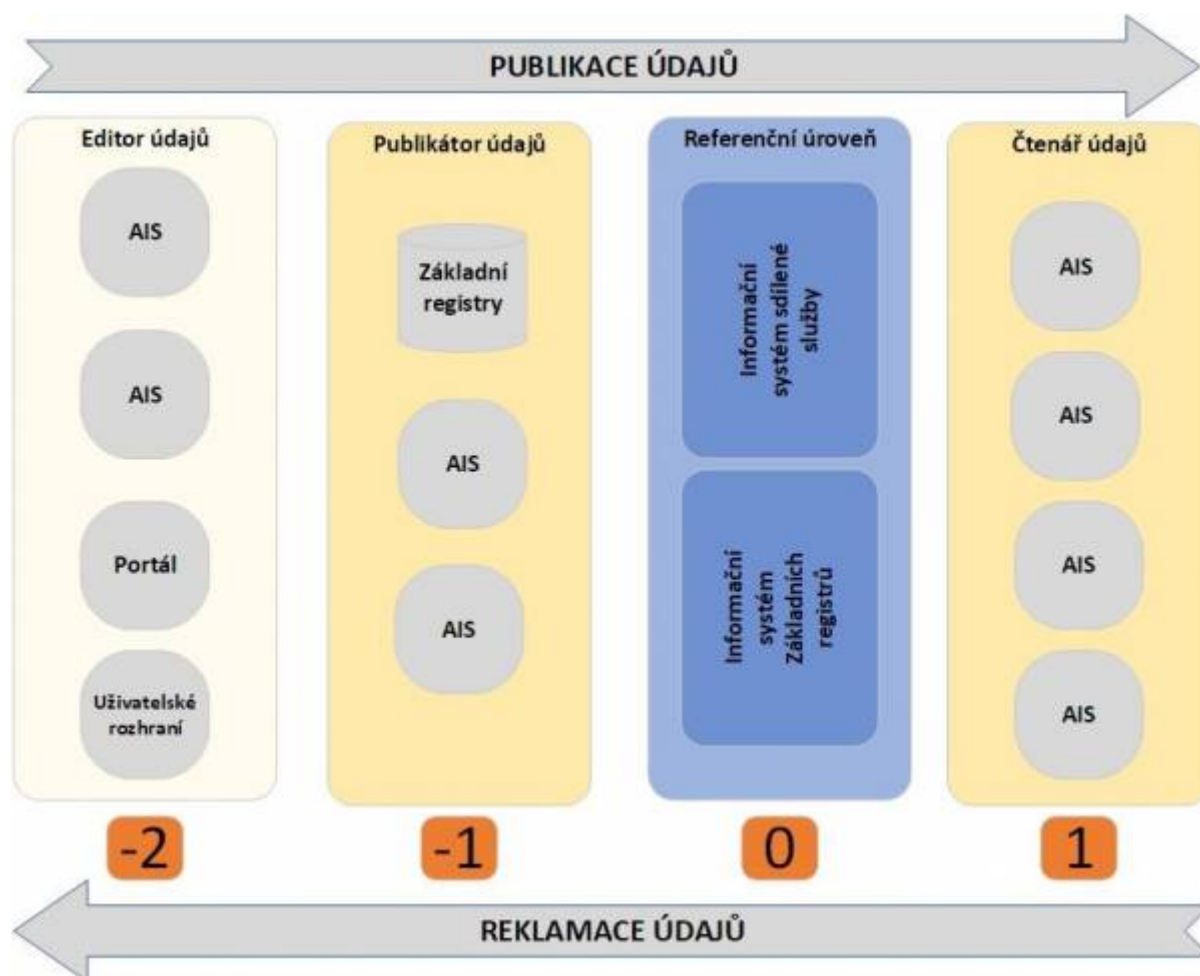 PUBLIKACE ÚDAJŮ
Editor údajů
AIS
AIS
Portál
Uživatelské
rozhraní
-2
Publikátor údajů
Základní
registry
AIS
AIS
-1
Referenční úroveň
Informační
systém sdílené
služby
Informační
systém
Základních
registrů
0
Čtenář údajů
AIS
AIS
AIS
AIS
1
REKLAMACE ÚDAJŮ